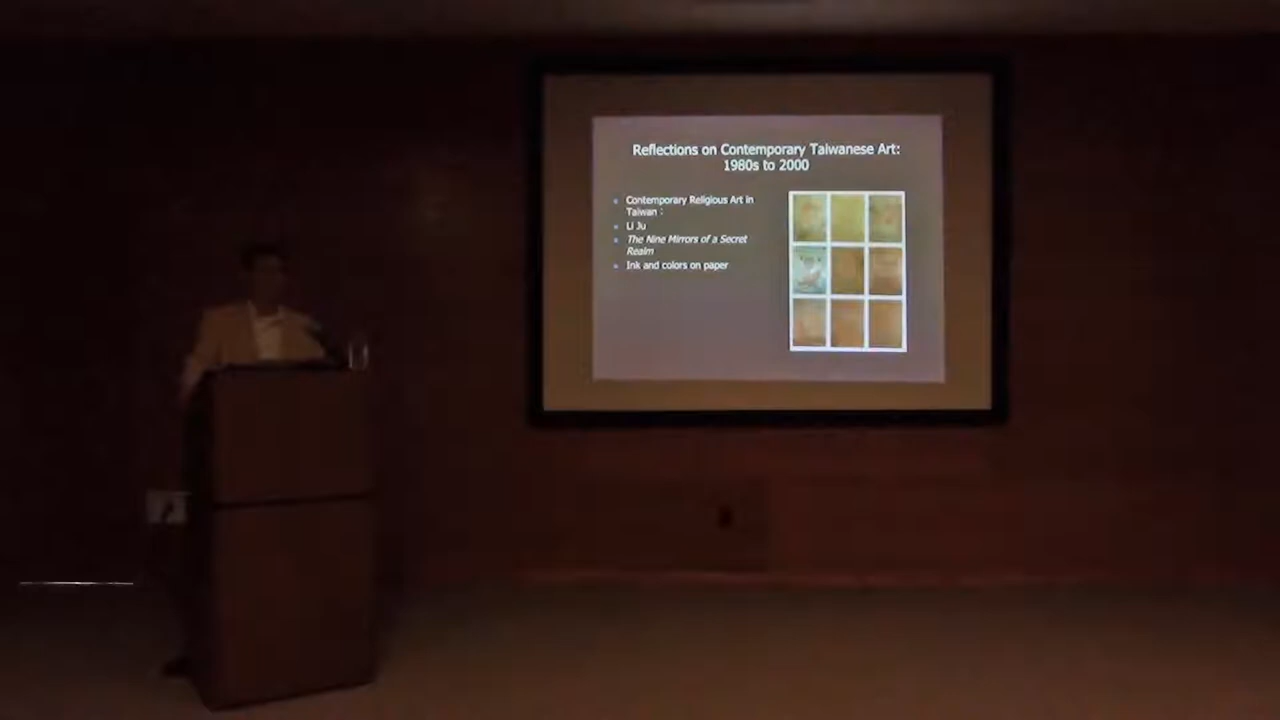 Reflections on Contemporary Taiwanese Art:
1980s to 2000
Contemporary Religious Art in
Taiwan :
Li Ju
The Nine Mirrors of a Secret
Realm
Ink and colors on paper